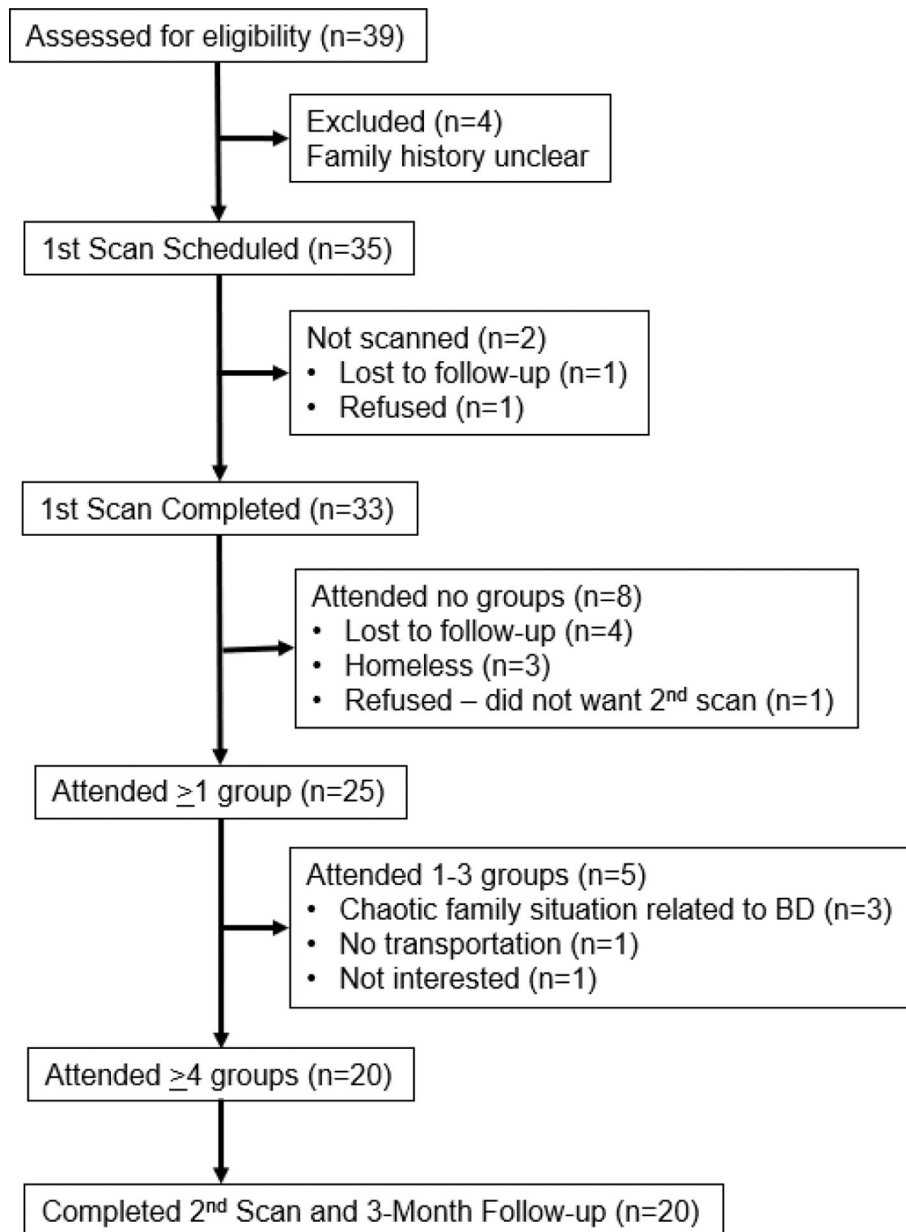 Assessed for eligibility (n=39)
Excluded (n=4)
Family history unclear
1st Scan Scheduled (n=35)
Not scanned (n=2)
• Lost to follow-up (n=1)
• Refused (n=1)
1st Scan Completed (n=33)
Attended no groups (n=8)
• Lost to follow-up (n=4)
• Homeless (n=3)
• Refused – did not want 2nd scan (n=1)
Attended ≥1 group (n=25)
Attended 1-3 groups (n=5)
• Chaotic family situation related to BD (n=3)
• No transportation (n=1)
• Not interested (n=1)
Attended ≥4 groups (n=20)
Completed 2nd Scan and 3-Month Follow-up (n=20)